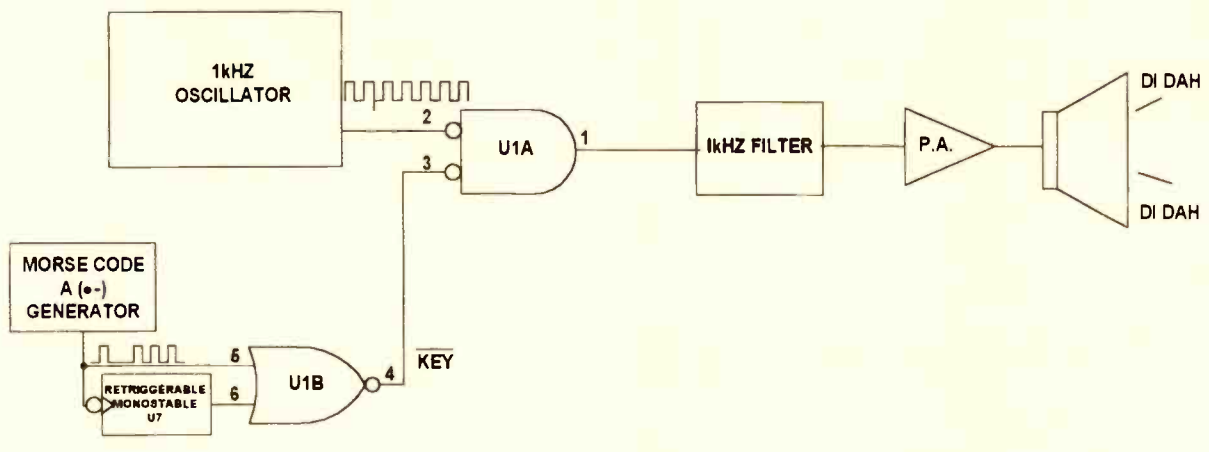 1kHZ
OSCILLATOR
2
3
U1A
1
IkHZ FILTER
P.A.
DI DAH
DI DAH
MORSE CODE
A (•-)
GENERATOR
5
6
U1B
4
KEY
RETRIGGERABLE
MONOSTABLE
U7